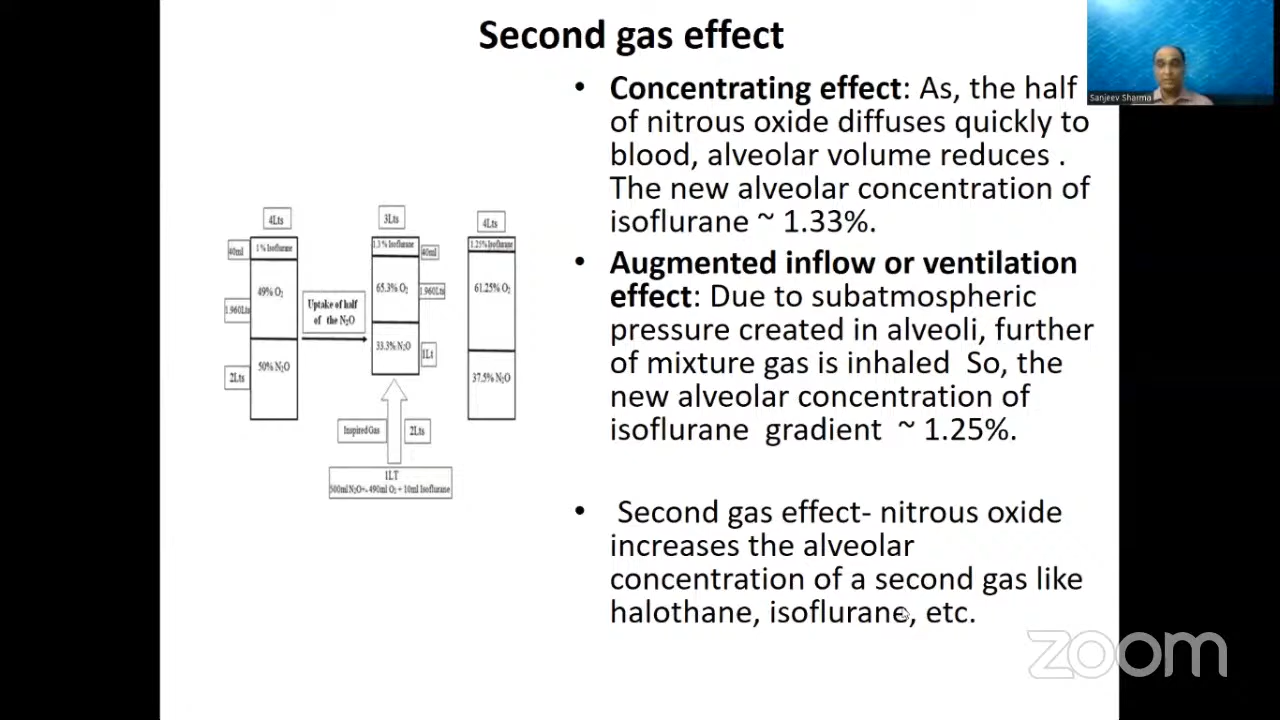 Second gas effect
• Concentrating effect: As, the half
of nitrous oxide diffuses quickly to
blood, alveolar volume reduces .
The new alveolar concentration of
isoflurane ~ 1.33%.
• Augmented inflow or ventilation
effect: Due to subatmospheric
pressure created in alveoli, further
of mixture gas is inhaled So, the
new alveolar concentration of
isoflurane gradient ~ 1.25%.
• Second gas effect- nitrous oxide
increases the alveolar
concentration of a second gas like
halothane, isoflurane, etc.
4Lts
40ml
1% Isoflurane
49% O₂
1.960Lts
50% N₂O
2Lts
Uptake of half
of the N₂O
3Lts
1.3% Isoflurane
40ml
65.3% O₂
1.960Lts
33.3% N₂O
1Lt
4Lts
1.25% Isoflurane
61.25% O₂
37.5% N₂O
Inspired Gas
2Lts
1LT
490ml O₂ + 10ml Isoflurane
Sanjeev Sharma
zoom